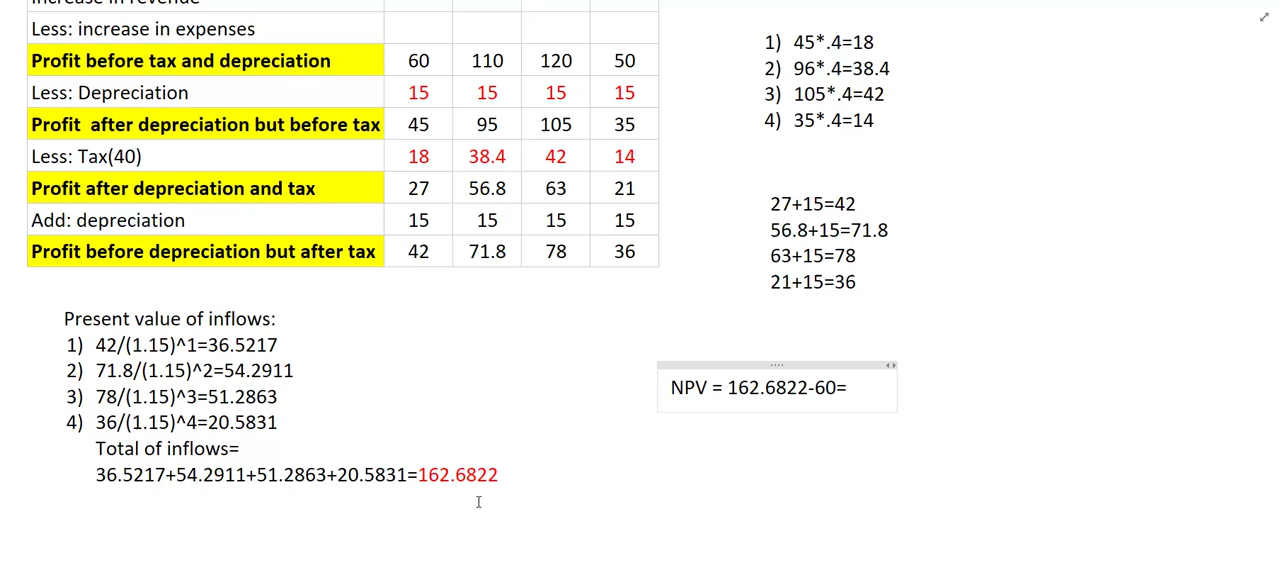 Increase in revenue
Less: increase in expenses
Profit before tax and depreciation 60 110 120 50
Less: Depreciation 15 15 15 15
Profit after depreciation but before tax 45 95 105 35
Less: Tax(40) 18 38.4 42 14
Profit after depreciation and tax 27 56.8 63 21
Add: depreciation 15 15 15 15
Profit before depreciation but after tax 42 71.8 78 36
1) 45*.4=18
2) 96*.4=38.4
3) 105*.4=42
4) 35*.4=14
27+15=42
56.8+15=71.8
63+15=78
21+15=36
Present value of inflows:
1) 42/(1.15)^1=36.5217
2) 71.8/(1.15)^2=54.2911
3) 78/(1.15)^3=51.2863
4) 36/(1.15)^4=20.5831
Total of inflows=
36.5217+54.2911+51.2863+20.5831=162.6822
NPV = 162.6822-60=